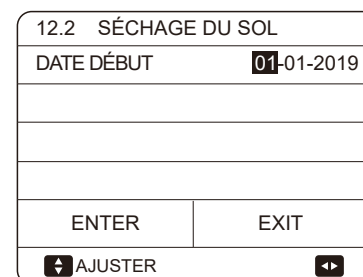 12.2 SÉCHAGE DU SOL
DATE DÉBUT 01-01-2019
ENTER EXIT
AJUSTER